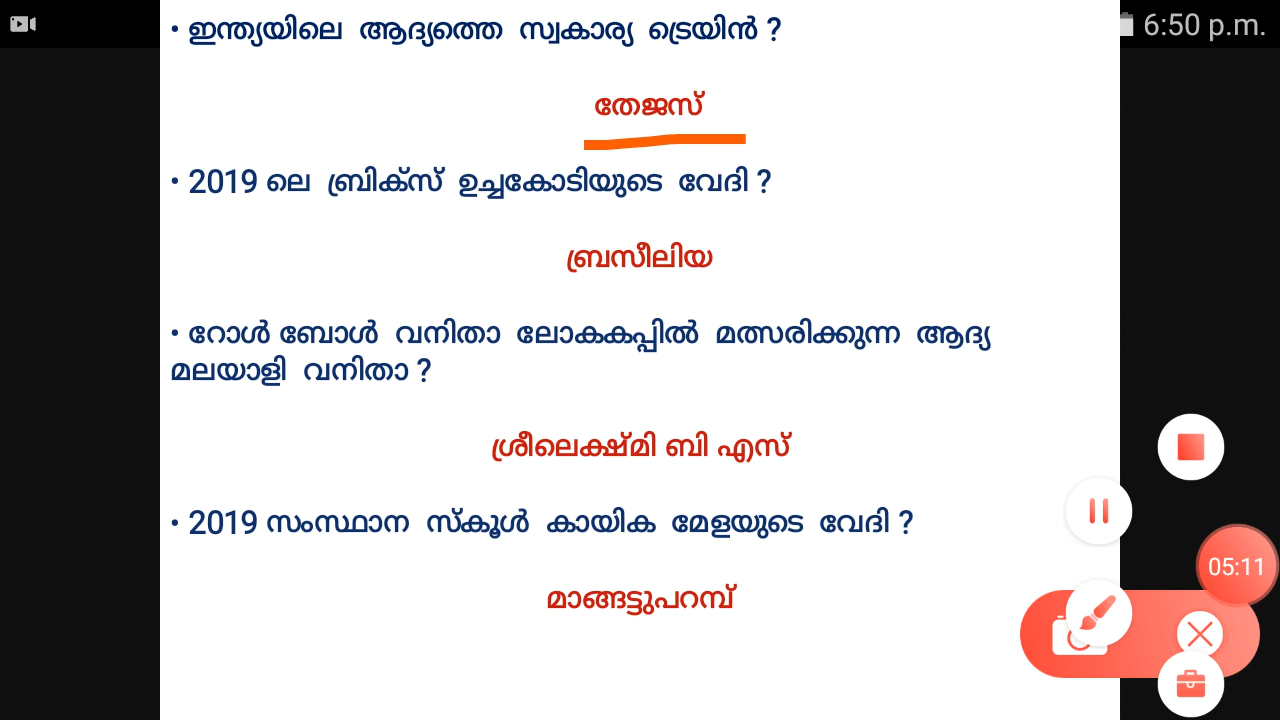 6:50 p.m.
• ഇന്ത്യയിലെ ആദ്യത്തെ സ്വകാര്യ ട്രെയിൻ ?
തേജസ്
• 2019 ലെ ബ്രിക്സ് ഉച്ചകോടിയുടെ വേദി ?
ബ്രസീലിയ
• റോൾ ബോൾ വനിതാ ലോകകപ്പിൽ മത്സരിക്കുന്ന ആദ്യ
മലയാളി വനിതാ ?
ശ്രീലെക്ഷ്മി ബി എസ്
• 2019 സംസ്ഥാന സ്കൂൾ കായിക മേളയുടെ വേദി ?
05:11
മാങ്ങട്ടുപറമ്പ്